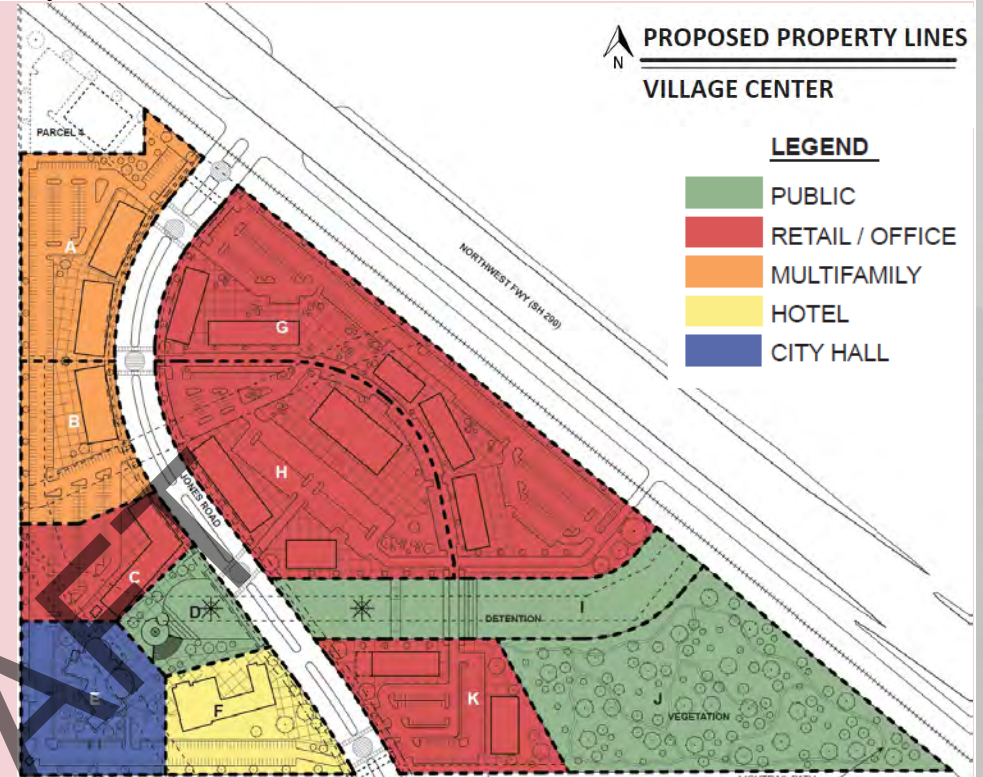 PROPOSED PROPERTY LINES
N
VILLAGE CENTER
LEGEND
PUBLIC
RETAIL / OFFICE
MULTIFAMILY
HOTEL
CITY HALL
PARCEL 4
NORTHWEST FWY (SH 290)
A
G
B
H
JONES ROAD
C
D
I
DETENTION
E
F
K
J
VEGETATION